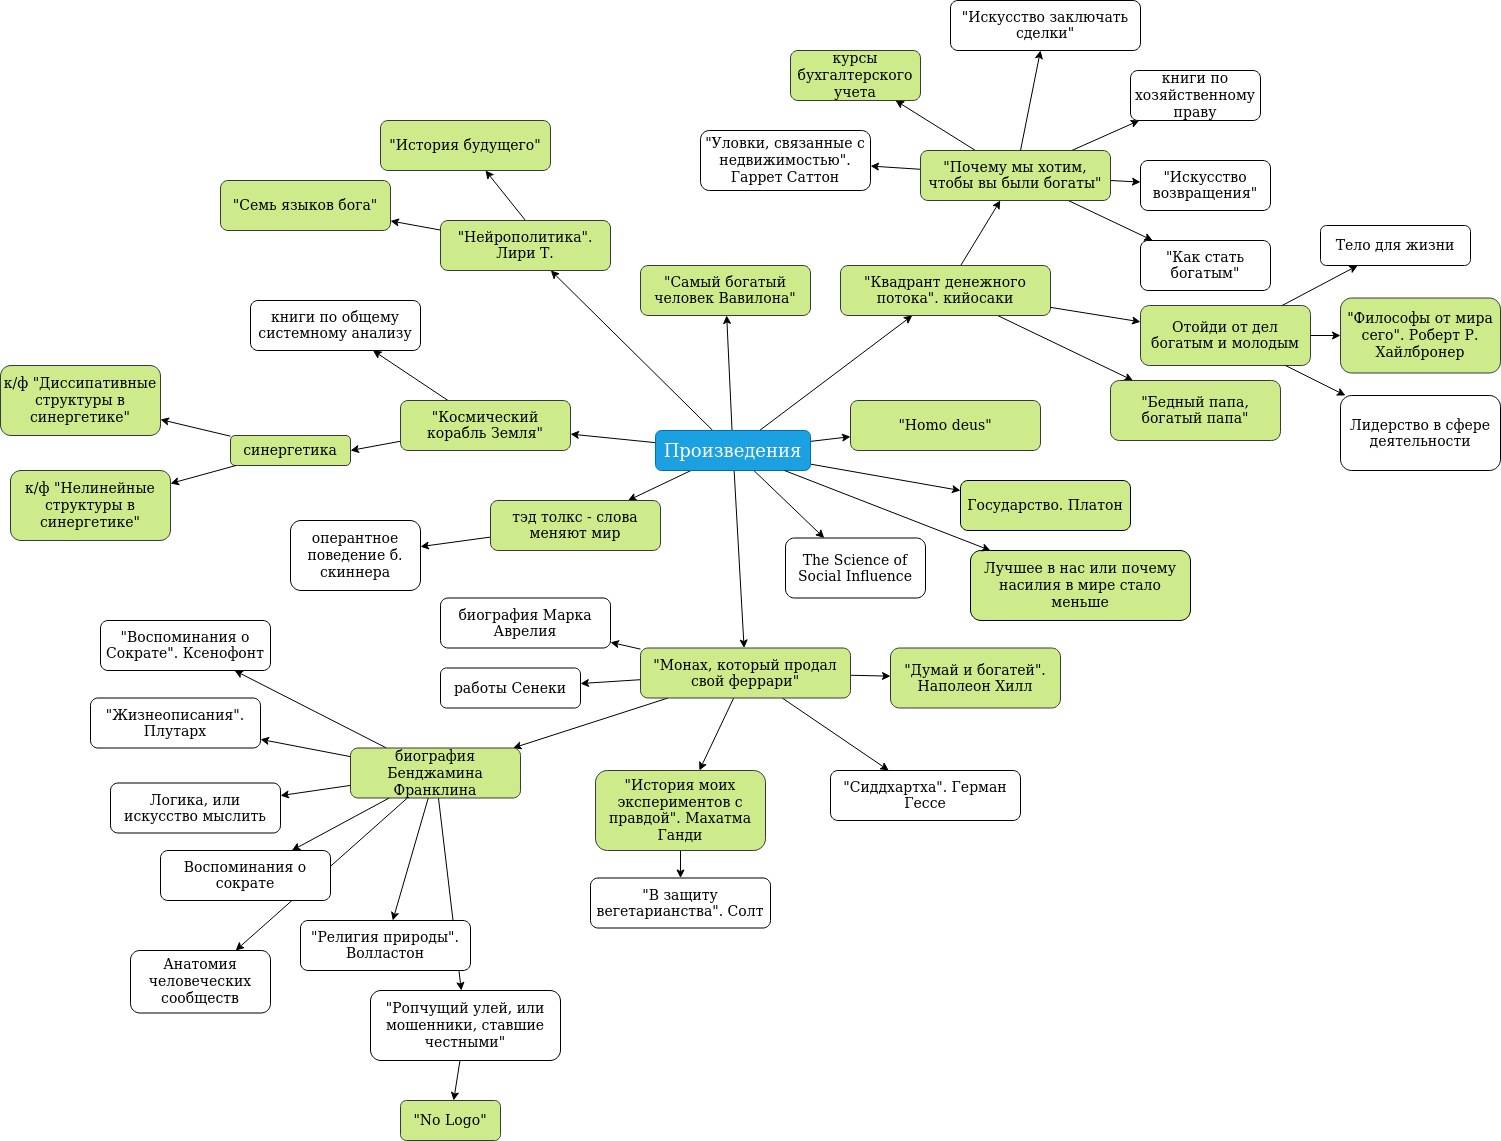 "Искусство заключать
сделки"
курсы
бухгалтерского
учета
книги по
хозяйственному
праву
"Уловки, связанные с
недвижимостью".
Гаррет Саттон
"История будущего"
"Почему мы хотим,
чтобы вы были богаты"
"Искусство
возвращения"
"Семь языков бога"
"Нейрополитика".
Лири Т.
"Как стать
богатым"
Тело для жизни
"Самый богатый
человек Вавилона"
"Квадрант денежного
потока". кийосаки
книги по общему
системному анализу
Отойди от дел
богатым и молодым
"Философы от мира
сего". Роберт Р.
Хайлбронер
к/ф "Диссипативные
структуры в
синергетике"
"Космический
корабль Земля"
"Бедный папа,
богатый папа"
"Homo deus"
Лидерство в сфере
деятельности
синергетика
Произведения
к/ф "Нелинейные
структуры в
синергетике"
Государство. Платон
тэд толкс - слова
меняют мир
оперантное
поведение б.
скиннера
The Science of
Social Influence
Лучшее в нас или почему
насилия в мире стало
меньше
биография Марка
Аврелия
"Воспоминания о
Сократе". Ксенофонт
"Монах, который продал
свой феррари"
"Думай и богатей".
Наполеон Хилл
работы Сенеки
"Жизнеописания".
Плутарх
биография
Бенджамина
Франклина
"История моих
экспериментов с
правдой". Махатма
Ганди
"Сиддхартха". Герман
Гессе
Логика, или
искусство мыслить
Воспоминания о
сократе
"В защиту
вегетарианства". Солт
"Религия природы".
Волластон
Анатомия
человеческих
сообществ
"Ропчущий улей, или
мошенники, ставшие
честными"
"No Logo"